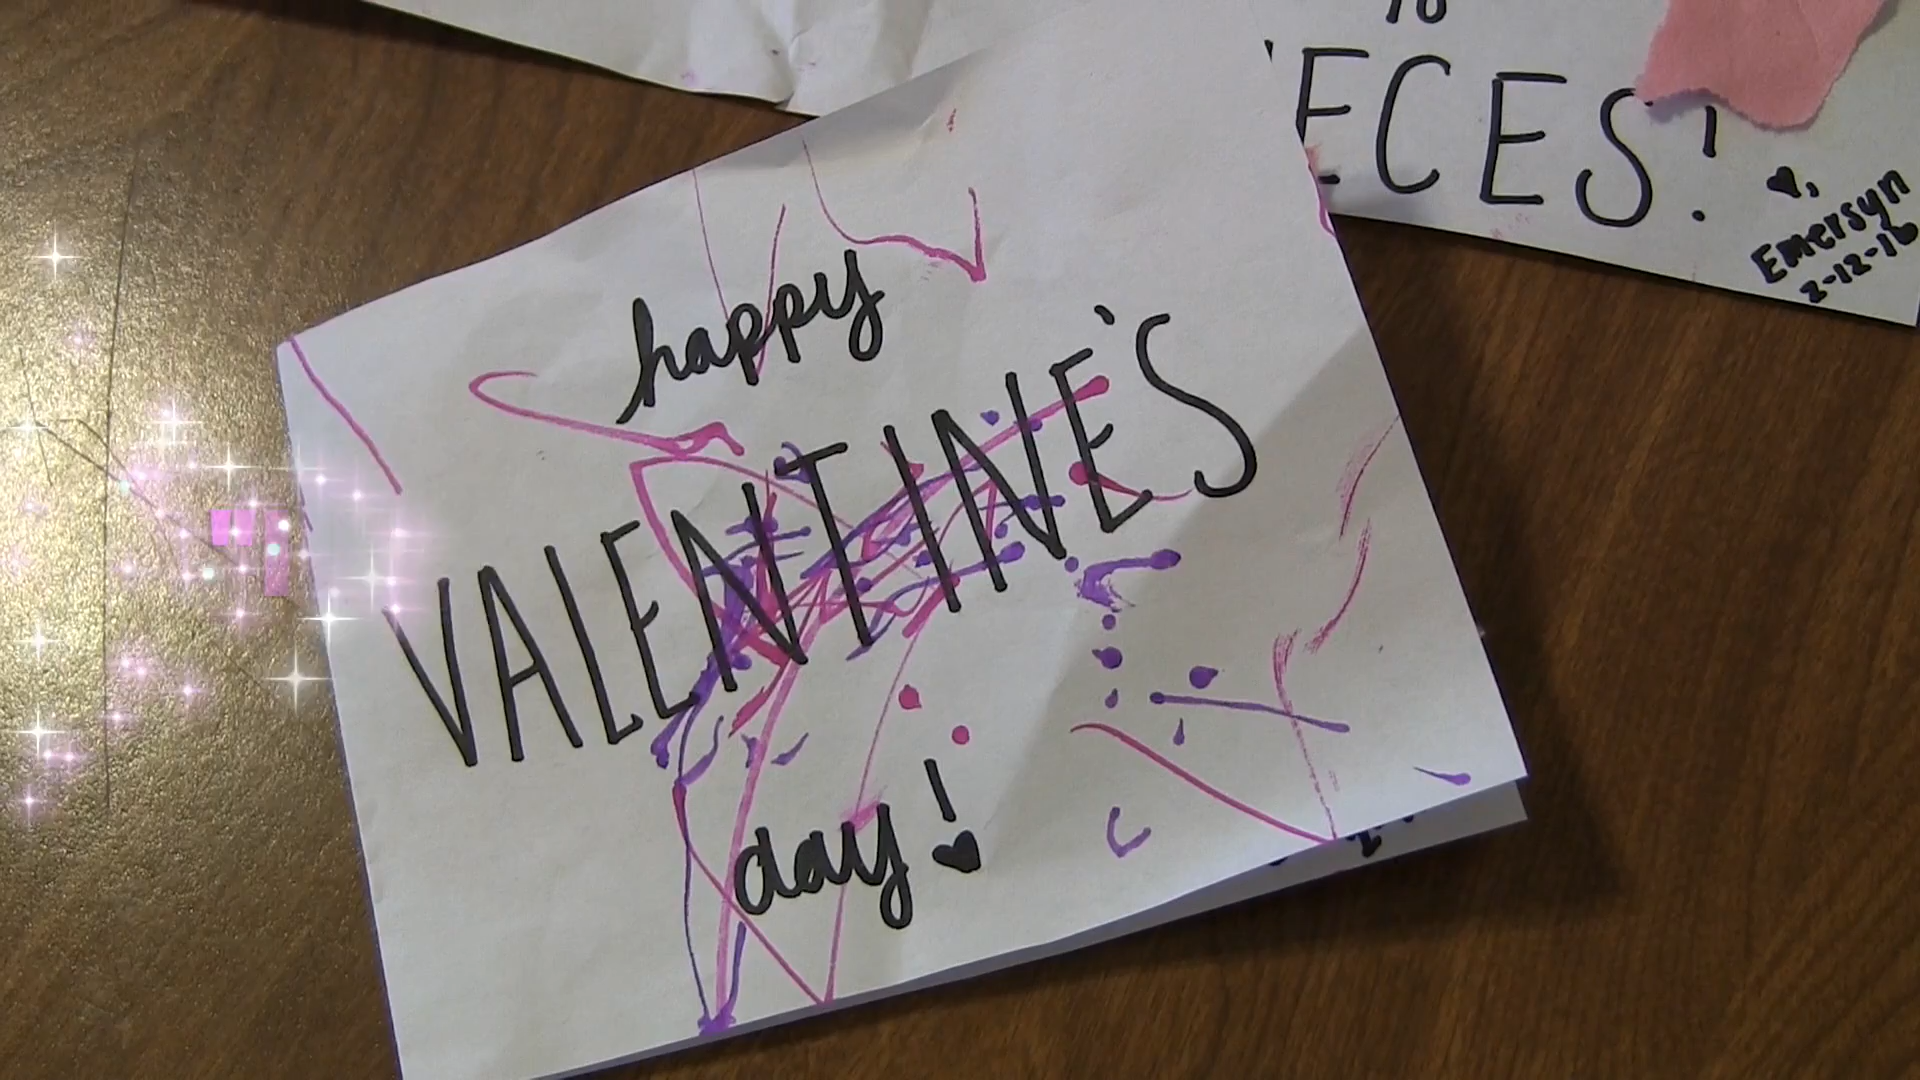 ECES!
♥,
Emersyn
2-12-16
happy
VALENTINE'S
day!